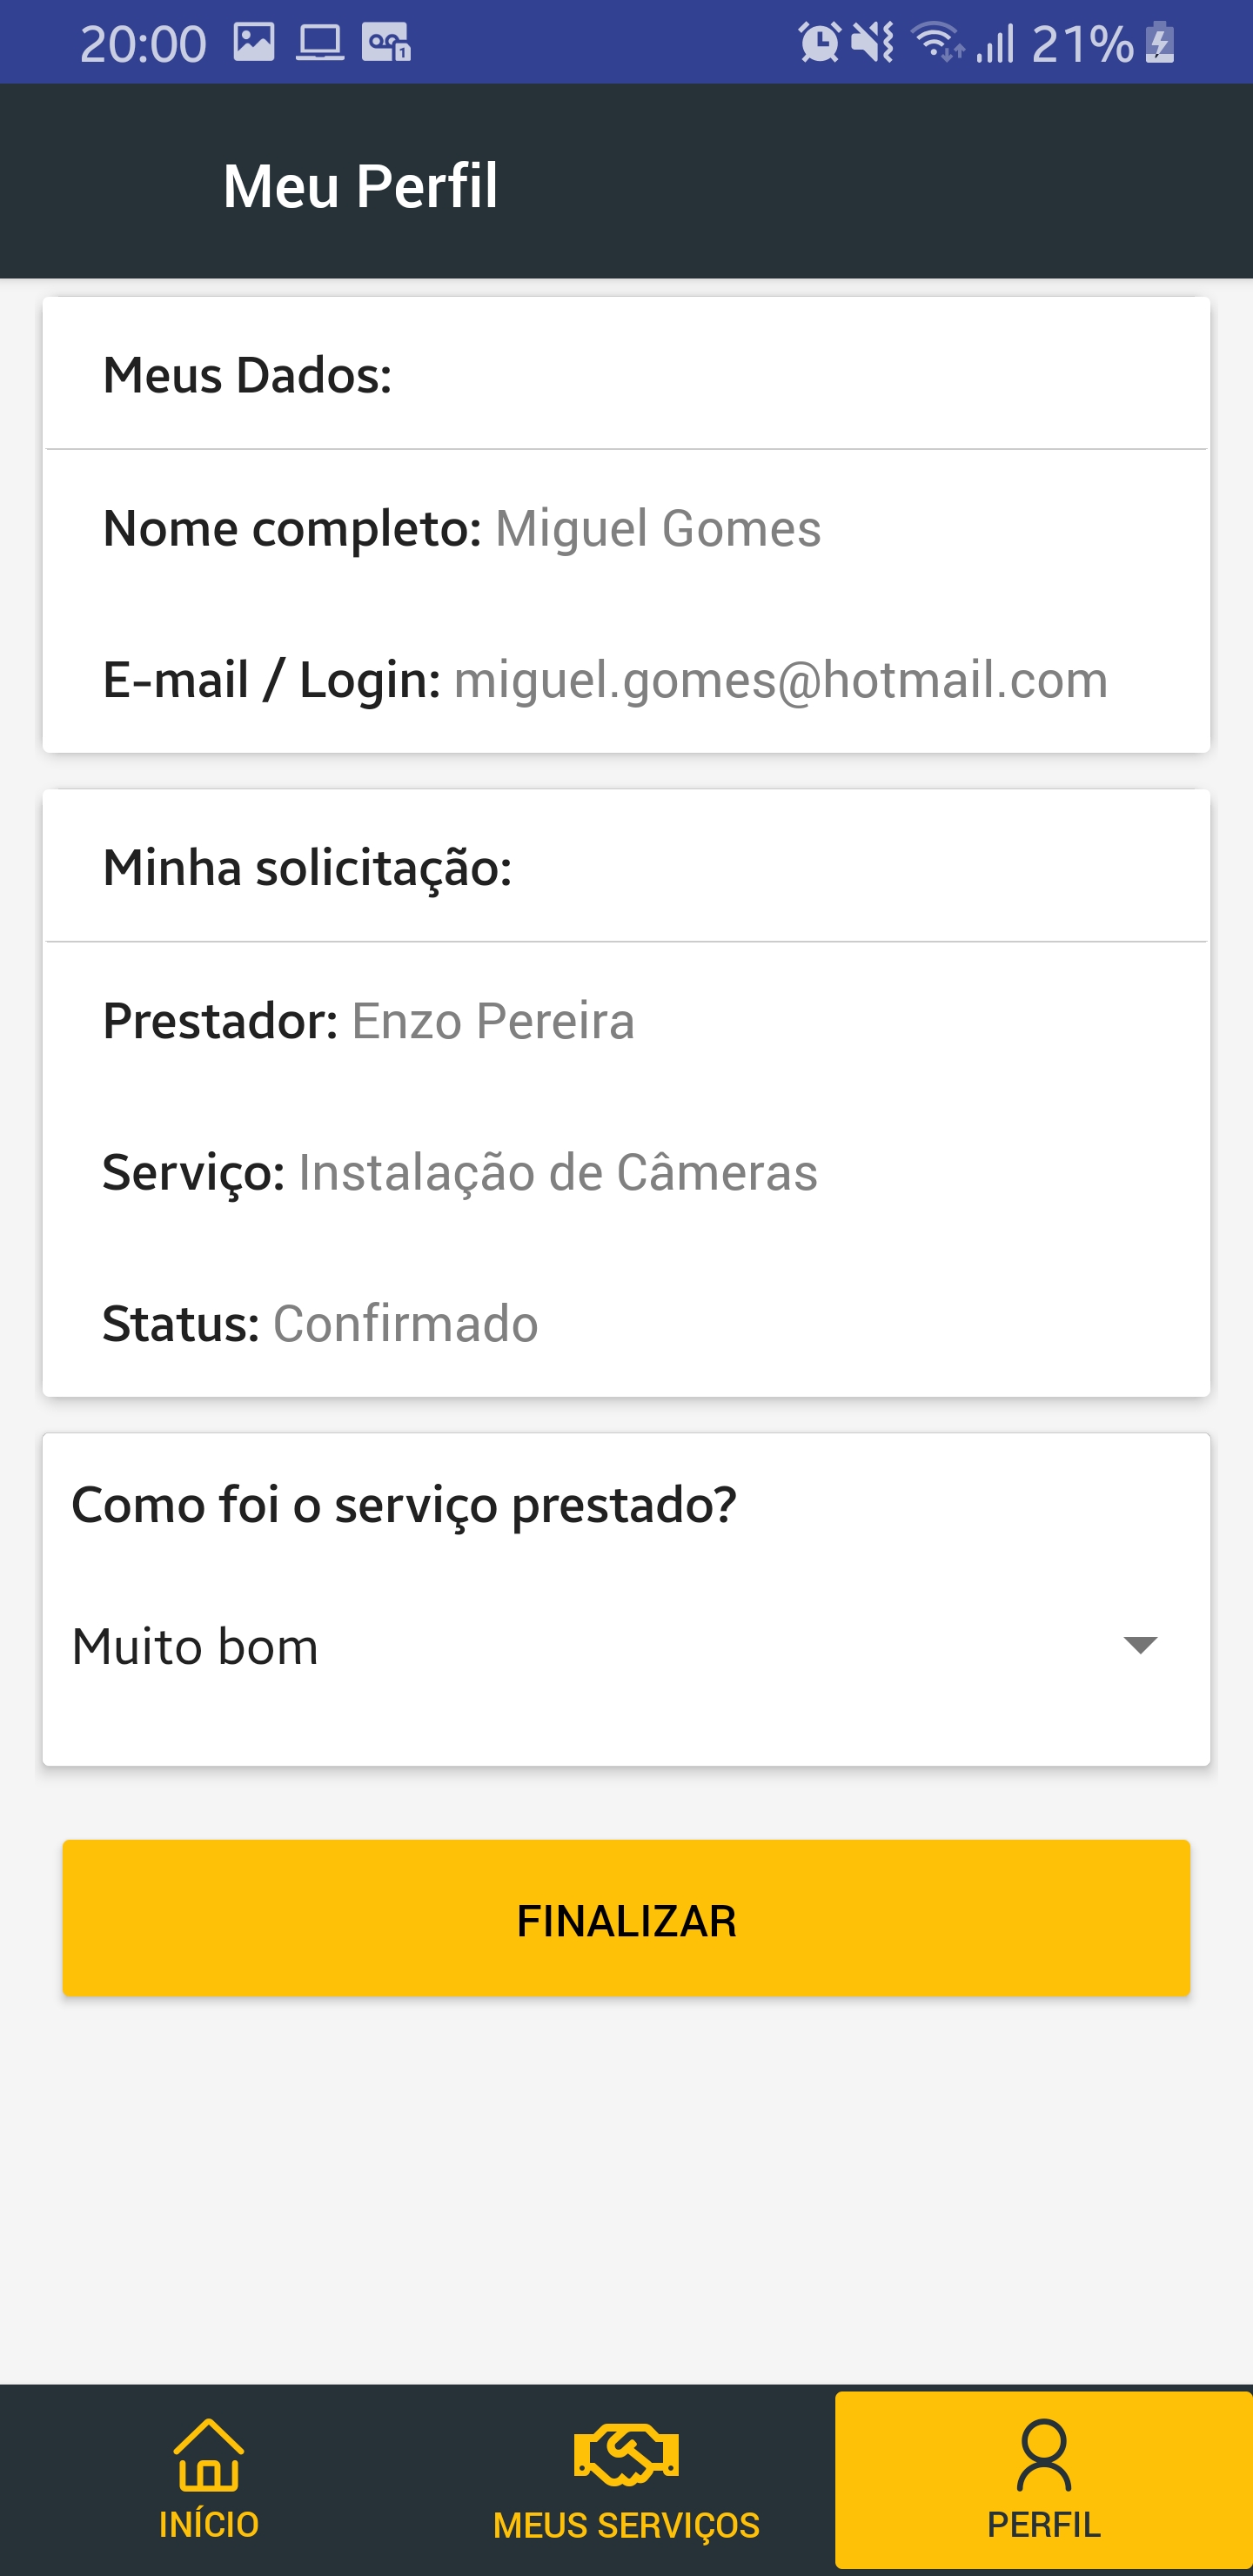 20:00 21%
Meu Perfil
Meus Dados:
Nome completo: Miguel Gomes
E-mail / Login: miguel.gomes@hotmail.com
Minha solicitação:
Prestador: Enzo Pereira
Serviço: Instalação de Câmeras
Status: Confirmado
Como foi o serviço prestado?
Muito bom
FINALIZAR
INÍCIO MEUS SERVIÇOS PERFIL